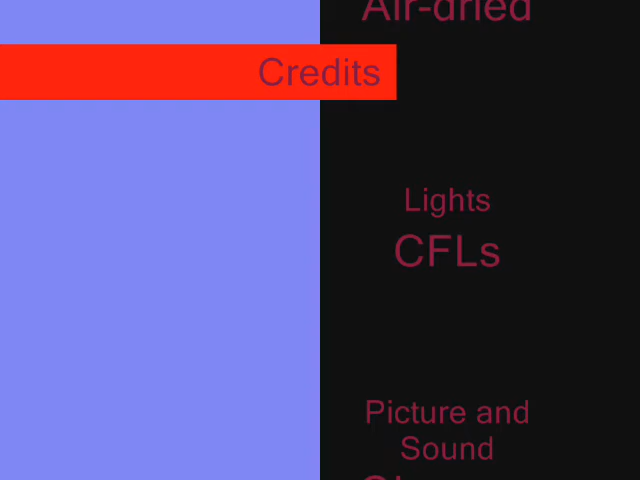 Air-dried
Credits
Lights
CFLs
Picture and
Sound